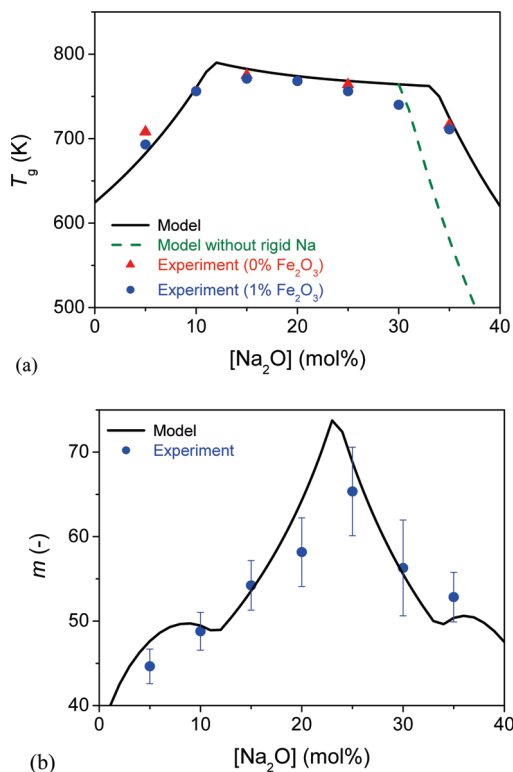 800
700
600
500
T_g (K)
Model
Model without rigid Na
Experiment (0% Fe₂O₃)
Experiment (1% Fe₂O₃)
0 10 20 30 40
[Na₂O] (mol%)
(a)
70
60
50
40
m (-)
Model
Experiment
0 10 20 30 40
[Na₂O] (mol%)
(b)